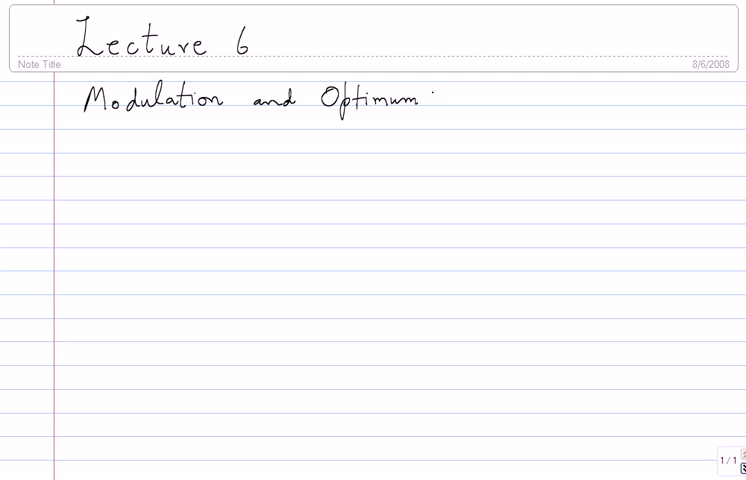 Lecture 6
Note Title
8/6/2008
Modulation and Optimum
1/1